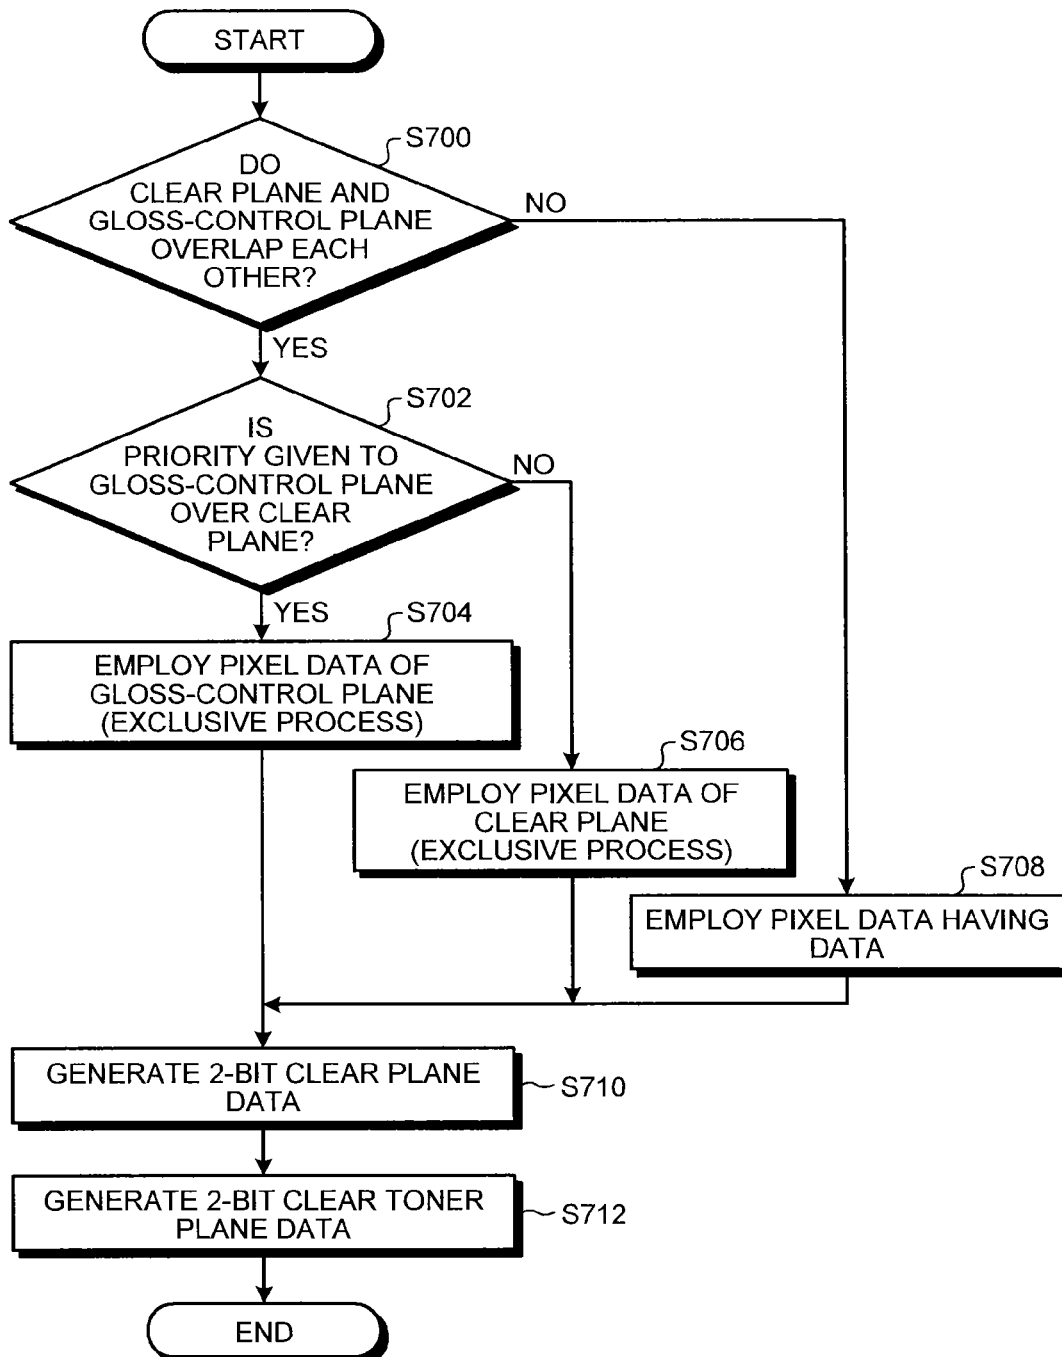 START
S700
DO
CLEAR PLANE AND
GLOSS-CONTROL PLANE
OVERLAP EACH
OTHER?
NO
YES
S702
IS
PRIORITY GIVEN TO
GLOSS-CONTROL PLANE
OVER CLEAR
PLANE?
NO
YES
S704
EMPLOY PIXEL DATA OF
GLOSS-CONTROL PLANE
(EXCLUSIVE PROCESS)
S706
EMPLOY PIXEL DATA OF
CLEAR PLANE
(EXCLUSIVE PROCESS)
S708
EMPLOY PIXEL DATA HAVING
DATA
GENERATE 2-BIT CLEAR PLANE
DATA
S710
GENERATE 2-BIT CLEAR TONER
PLANE DATA
S712
END